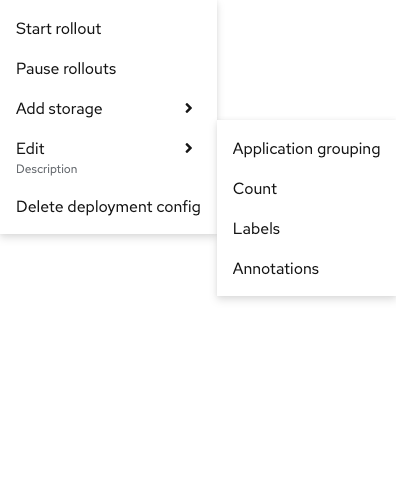 Start rollout
Pause rollouts
Add storage
Edit
Description
Delete deployment config
Application grouping
Count
Labels
Annotations